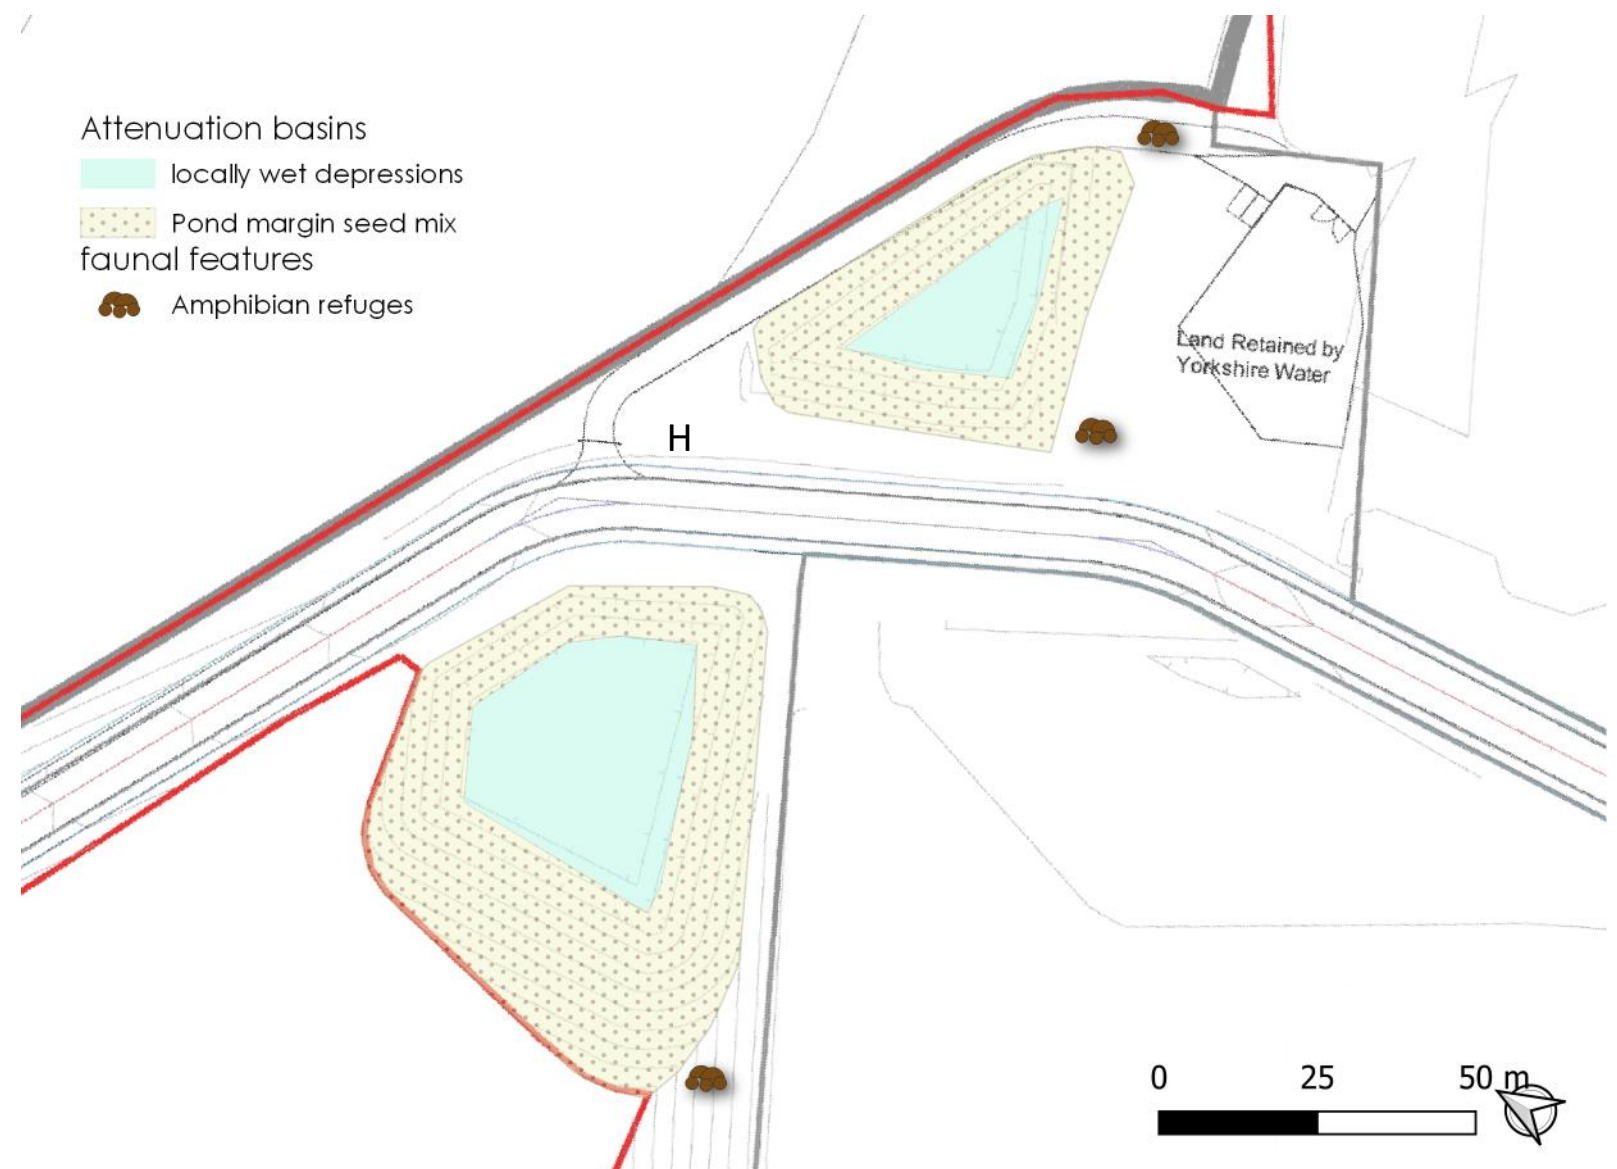 Attenuation basins
locally wet depressions
Pond margin seed mix
faunal features
Amphibian refuges
Land Retained by
Yorkshire Water
H
0 25 50 m